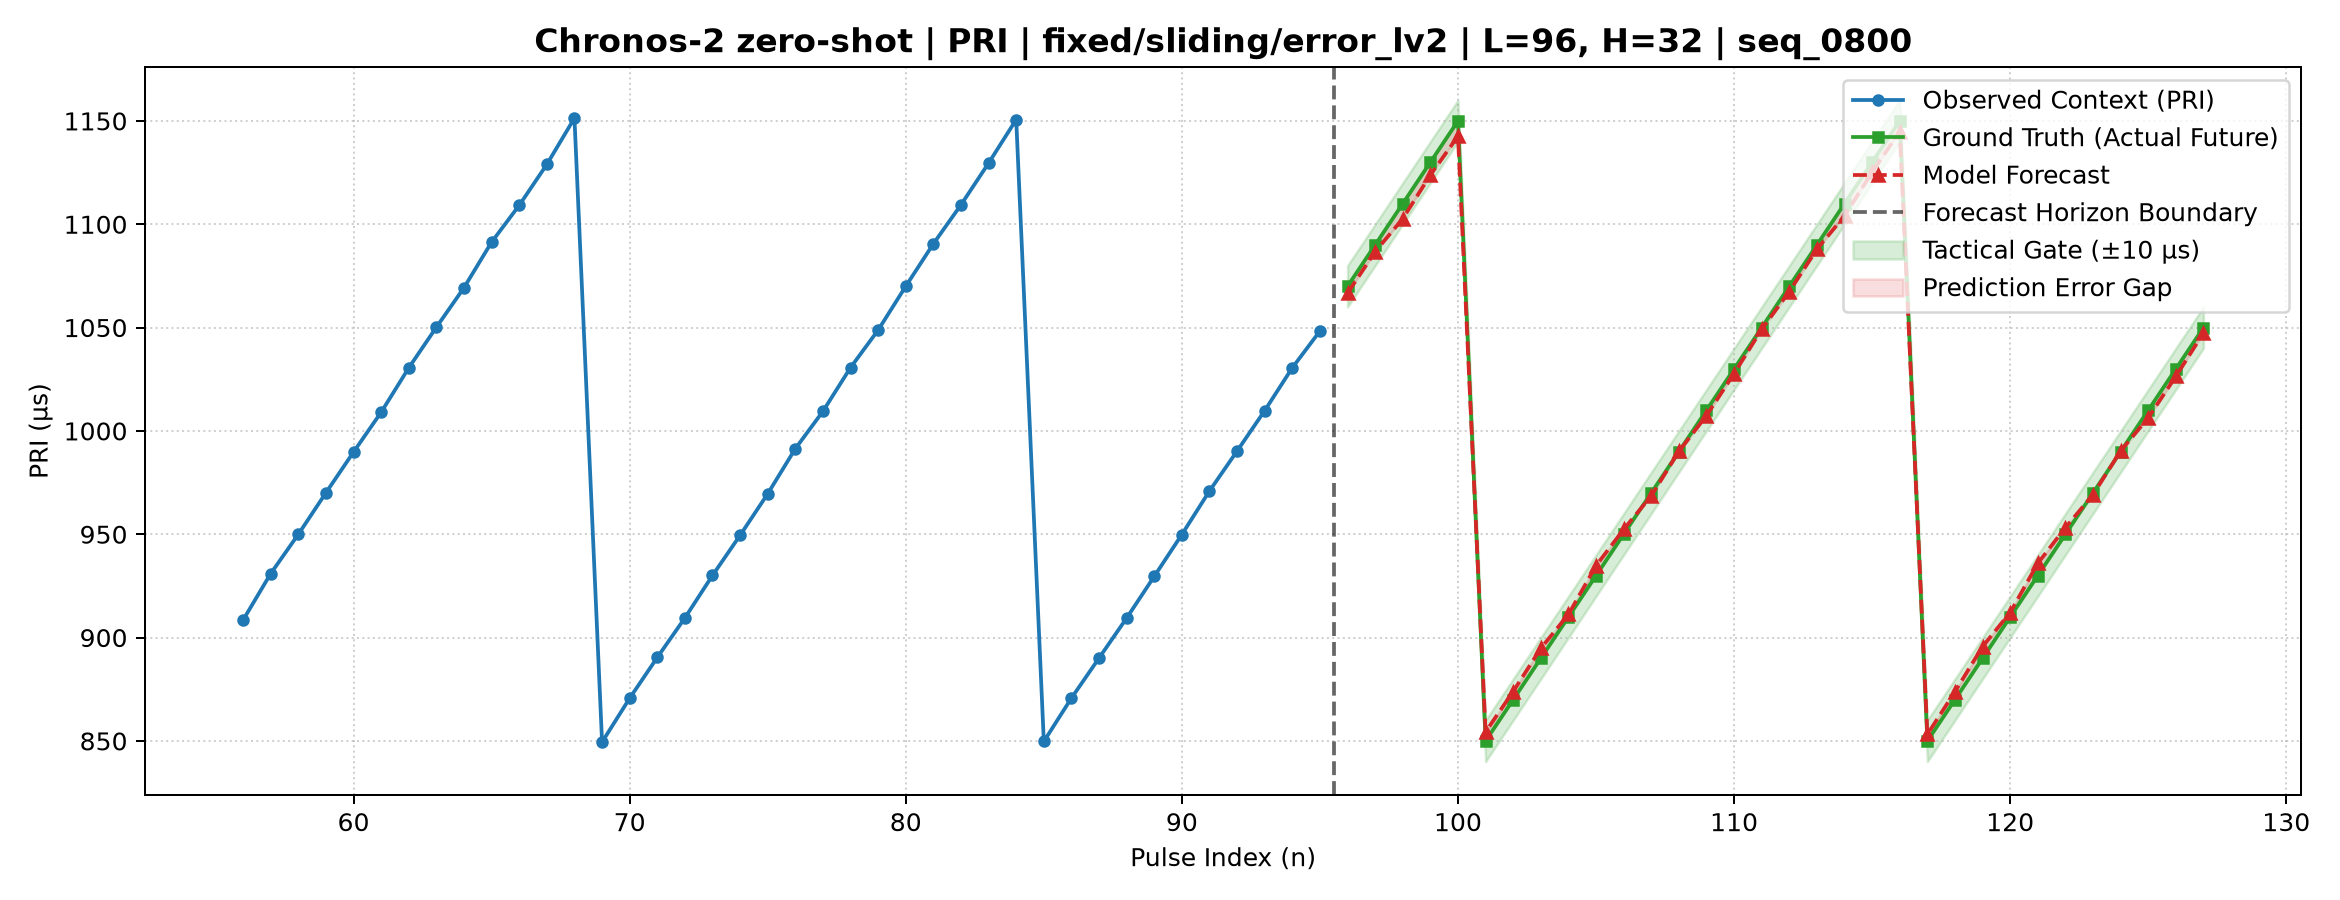 Chronos-2 zero-shot | PRI | fixed/sliding/error_lv2 | L=96, H=32 | seq_0800
Observed Context (PRI)
Ground Truth (Actual Future)
Model Forecast
Forecast Horizon Boundary
Tactical Gate (±10 µs)
Prediction Error Gap
PRI (µs)
1150
1100
1050
1000
950
900
850
60 70 80 90 100 110 120 130
Pulse Index (n)